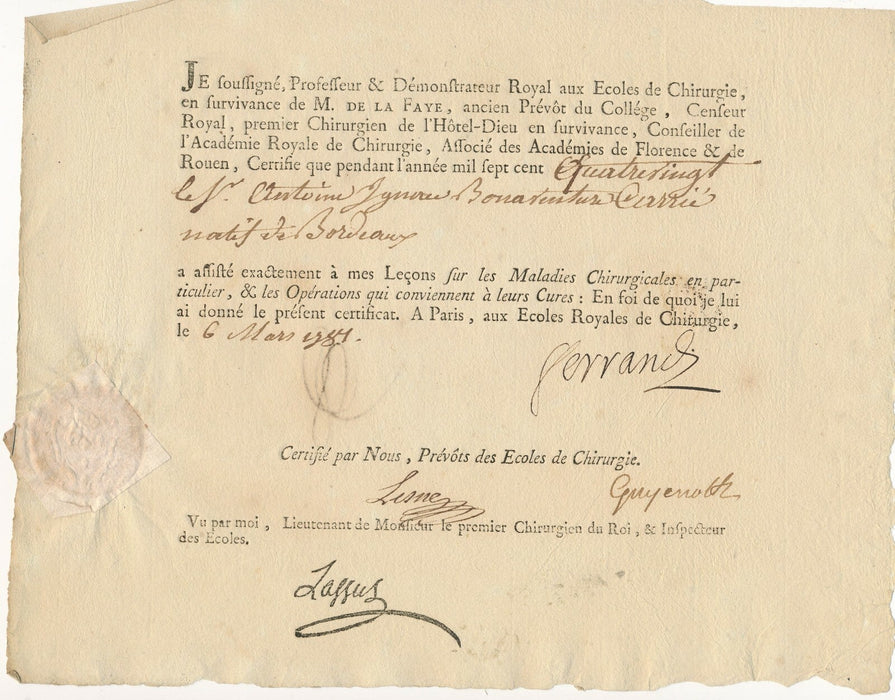 JE soussigné, Professeur & Démonstrateur Royal aux Ecoles de Chirurgie,
en survivance de M. DE LA FAYE, ancien Prévôt du Collége, Censeur
Royal, premier Chirurgien de l'Hôtel-Dieu en survivance, Conseiller de
l'Académie Royale de Chirurgie, Associé des Académies de Florence & de
Rouen, Certifie que pendant l'année mil sept cent Quatrevingt
le Sr. Antoine Ignace Bonaventure Carrié
natif de Bordeaux
a assisté exactement à mes Leçons sur les Maladies Chirurgicales en par-
ticulier, & les Opérations qui conviennent à leurs Cures : En foi de quoi je lui
ai donné le présent certificat. A Paris, aux Ecoles Royales de Chirurgie,
le 6 Mars 1781.
ferrand
Certifié par Nous, Prévôts des Ecoles de Chirurgie.
Lesne Guyenott
Vu par moi, Lieutenant de Monsieur le premier Chirurgien du Roi, & Inspecteur
des Ecoles.
Lassus